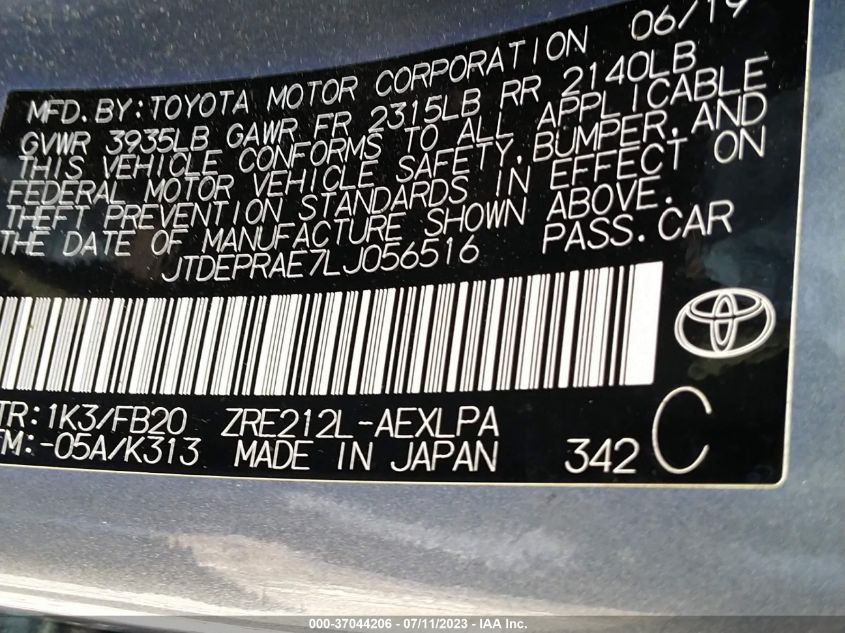 06/19
MFD. BY: TOYOTA MOTOR CORPORATION
GVWR 3935LB GAWR FR 2315LB RR 2140LB
THIS VEHICLE CONFORMS TO ALL APPLICABLE
FEDERAL MOTOR VEHICLE SAFETY, BUMPER, AND
THEFT PREVENTION STANDARDS IN EFFECT ON
THE DATE OF MANUFACTURE SHOWN ABOVE.
JTDEPRAE7LJ056516 PASS. CAR
TR: 1K3/FB20 ZRE212L-AEXLPA
TM: -05A/K313 MADE IN JAPAN 342 C
000-37044206 - 07/11/2023 - IAA Inc.